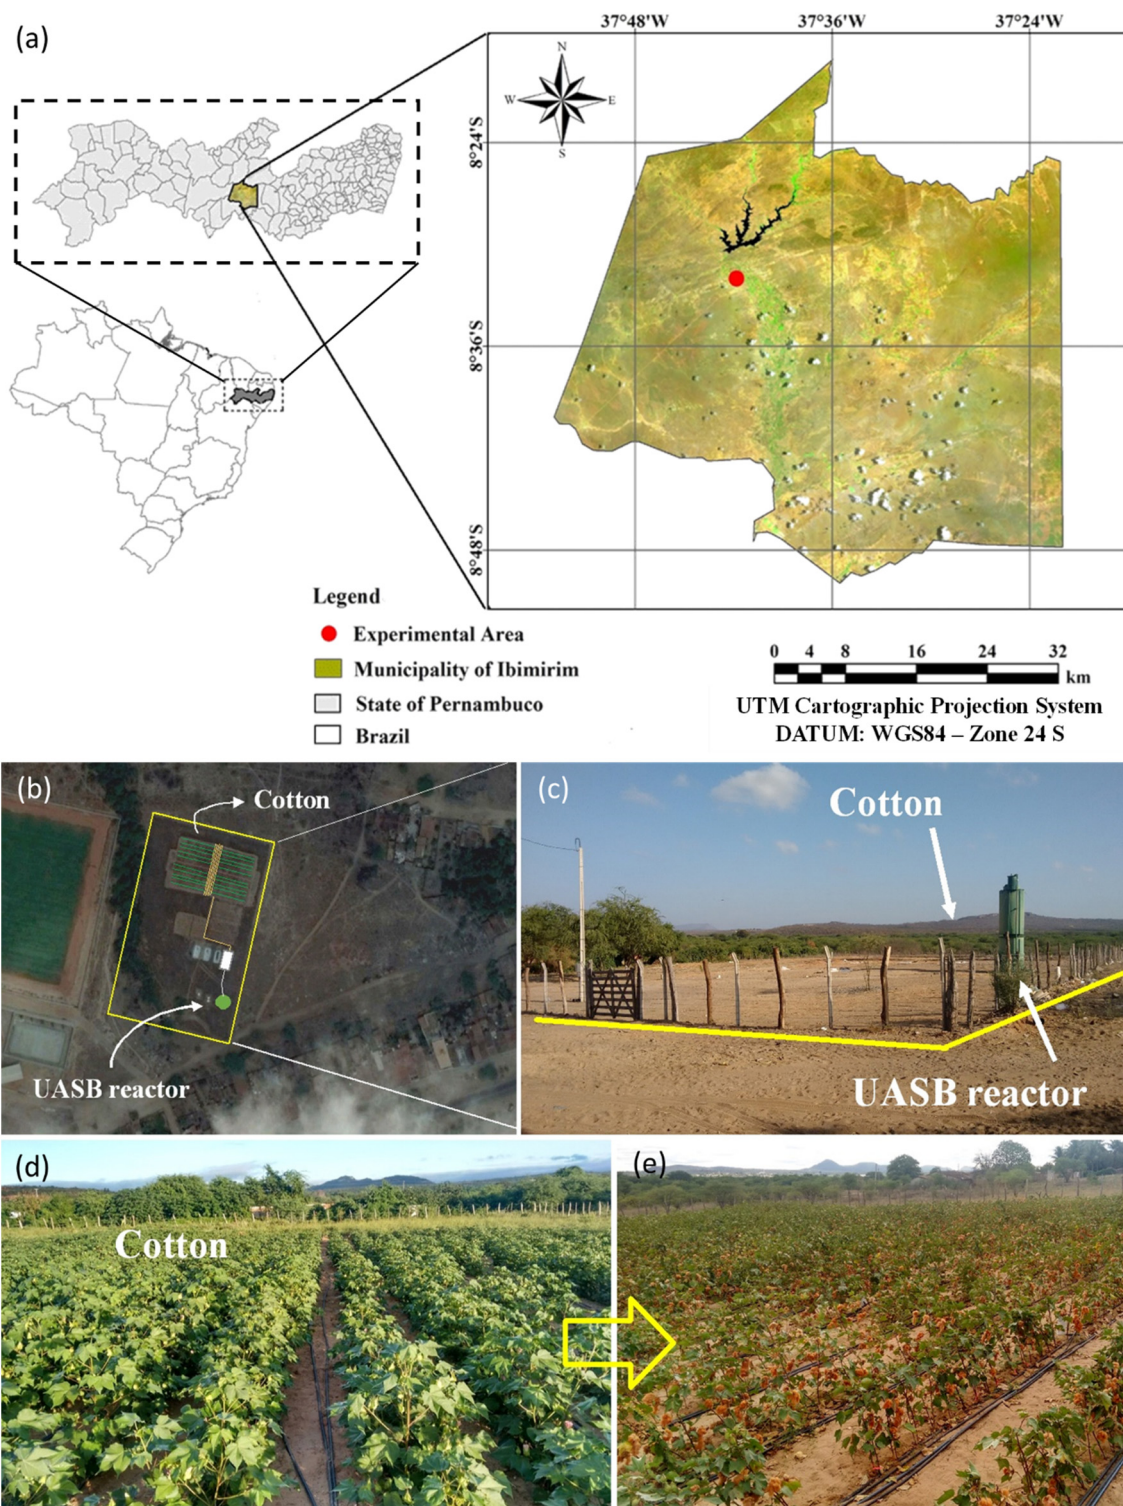 (a)
37°48'W 37°36'W 37°24'W
N
W E
S
8°24'S
8°36'S
8°48'S
Legend
Experimental Area
Municipality of Ibimirim
State of Pernambuco
Brazil
0 4 8 16 24 32
km
UTM Cartographic Projection System
DATUM: WGS84 – Zone 24 S
(b)
Cotton
UASB reactor
(c)
Cotton
UASB reactor
(d)
Cotton
(e)